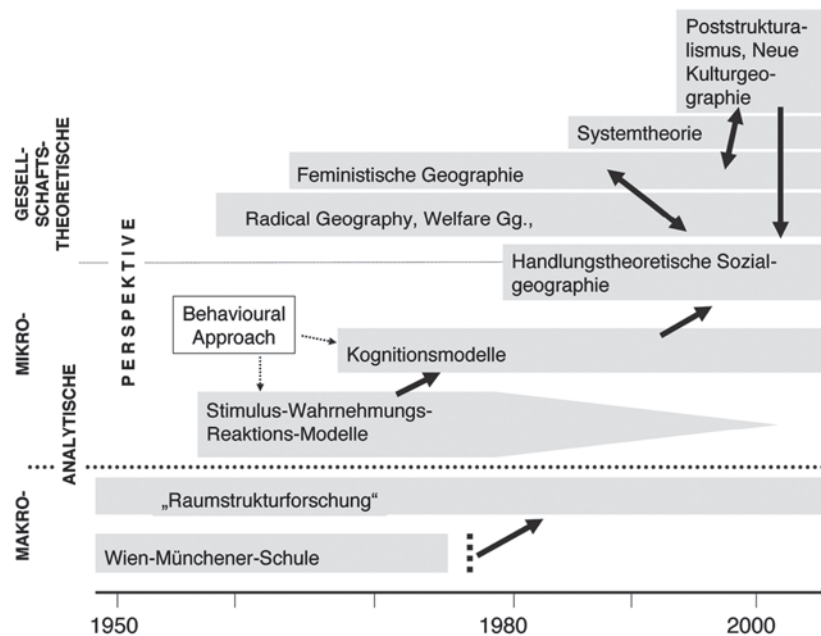 Poststruktura-
lismus, Neue
Kulturgeo-
graphie
Systemtheorie
Feministische Geographie
Radical Geography, Welfare Gg.,
Handlungstheoretische Sozial-
geographie
Behavioural
Approach
Kognitionsmodelle
Stimulus-Wahrnehmungs-
Reaktions-Modelle
„Raumstrukturforschung“
Wien-Münchener-Schule
GESELL-
SCHAFTS-
THEORETISCHE
PERSPEKTIVE
MIKRO-
ANALYTISCHE
MAKRO-
1950
1980
2000